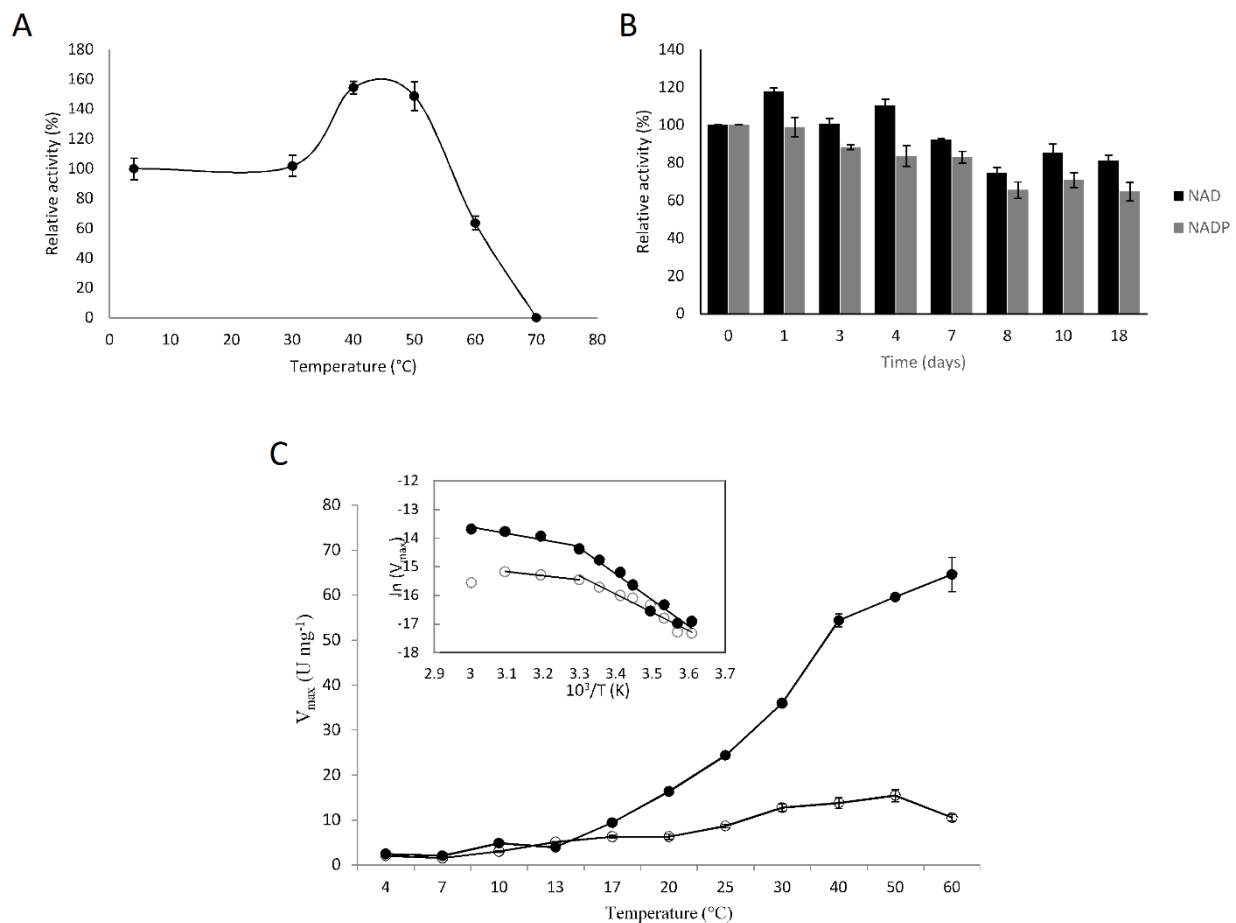 A
180
160
140
120
100
80
60
40
20
0
Relative activity (%)
0 10 20 30 40 50 60 70 80
Temperature (°C)
B
140
120
100
80
60
40
20
0
Relative activity (%)
0 1 3 4 7 8 10 18
Time (days)
NAD
NADP
C
80
70
60
50
40
30
20
10
0
V max (U mg-1)
4 7 10 13 17 20 25 30 40 50 60
Temperature (°C)
-12
-13
-14
-15
-16
-17
-18
ln (Vmax)
2.9 3 3.1 3.2 3.3 3.4 3.5 3.6 3.7
10³/T (K)